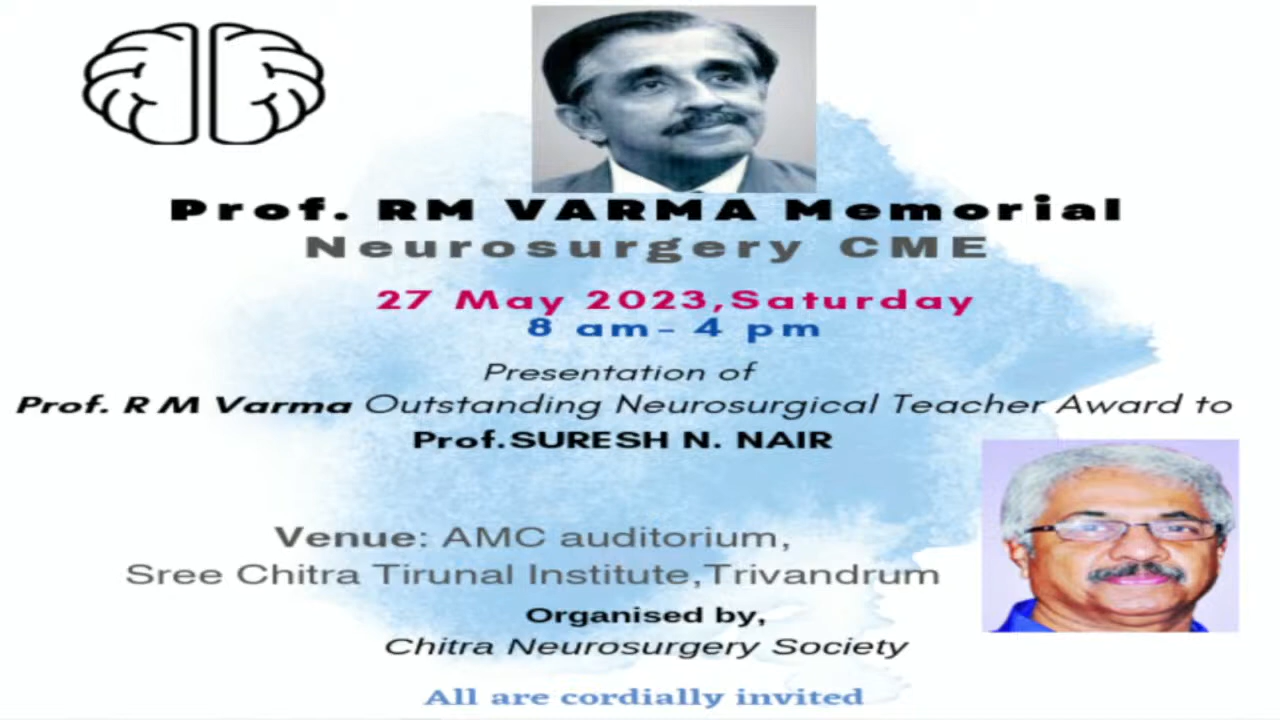 Prof. RM VARMA Memorial
Neurosurgery CME
27 May 2023,Saturday
8 am- 4 pm
Presentation of
Prof. R M Varma Outstanding Neurosurgical Teacher Award to
Prof.SURESH N. NAIR
Venue: AMC auditorium,
Sree Chitra Tirunal Institute,Trivandrum
Organised by,
Chitra Neurosurgery Society
All are cordially invited